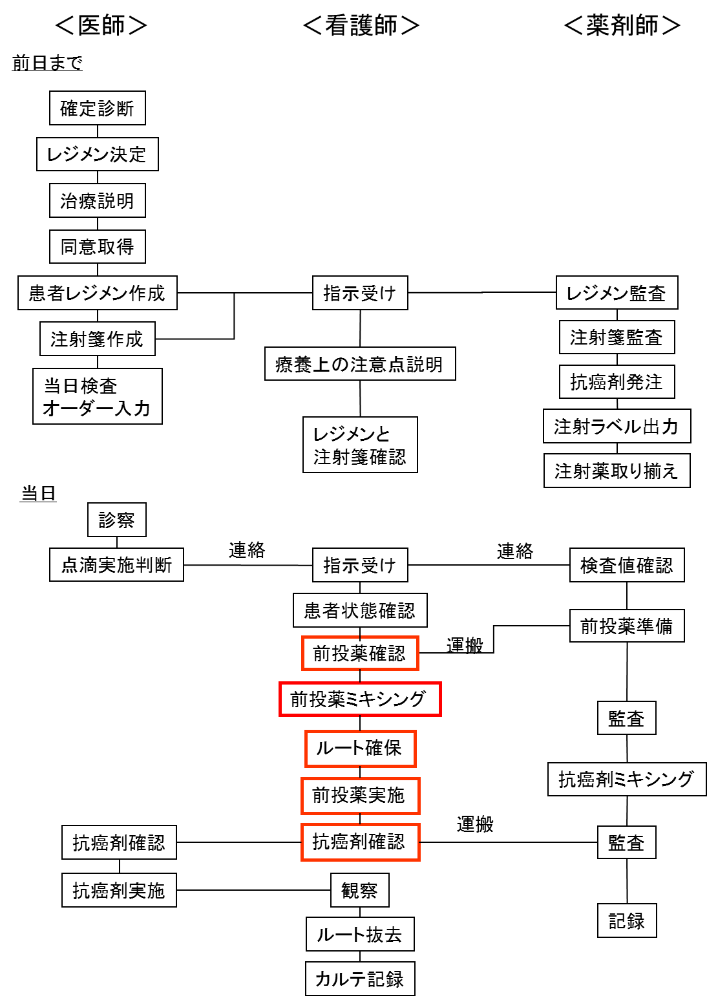 ＜医師＞
＜看護師＞
＜薬剤師＞
前日まで
確定診断
レジメン決定
治療説明
同意取得
患者レジメン作成
指示受け
レジメン監査
注射箋作成
注射箋監査
療養上の注意点説明
当日検査
オーダー入力
抗癌剤発注
注射ラベル出力
レジメンと
注射箋確認
注射薬取り揃え
当日
診察
点滴実施判断
連絡
指示受け
連絡
検査値確認
患者状態確認
前投薬準備
前投薬確認
運搬
前投薬ミキシング
監査
ルート確保
抗癌剤ミキシング
前投薬実施
運搬
抗癌剤確認
抗癌剤確認
監査
抗癌剤実施
観察
記録
ルート抜去
カルテ記録